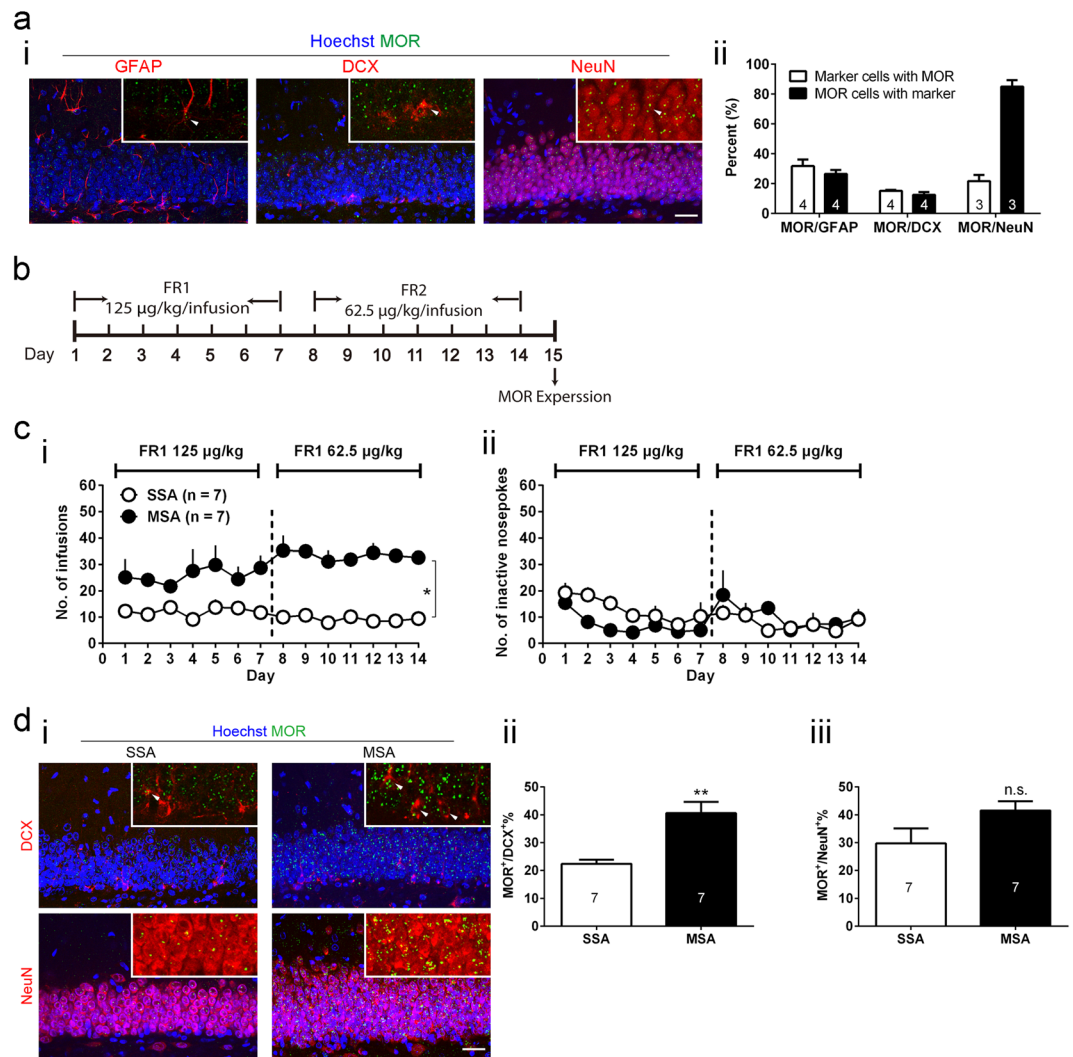 a
i
Hoechst MOR
GFAP
DCX
NeuN
ii
Percent (%)
100
80
60
40
20
0
Marker cells with MOR
MOR cells with marker
4
4
4
4
3
3
MOR/GFAP
MOR/DCX
MOR/NeuN
b
FR1
125 µg/kg/infusion
FR2
62.5 µg/kg/infusion
Day 1 2 3 4 5 6 7 8 9 10 11 12 13 14 15
MOR Experssion
c
i
FR1 125 µg/kg
FR1 62.5 µg/kg
No. of infusions
60
50
40
30
20
10
0
SSA (n = 7)
MSA (n = 7)
*
0 1 2 3 4 5 6 7 8 9 10 11 12 13 14
Day
ii
FR1 125 µg/kg
FR1 62.5 µg/kg
No. of inactive nosepokes
60
50
40
30
20
10
0
0 1 2 3 4 5 6 7 8 9 10 11 12 13 14
Day
d
i
Hoechst MOR
SSA
MSA
DCX
NeuN
ii
MOR⁺/DCX⁺%
50
40
30
20
10
0
**
7
7
SSA
MSA
iii
MOR⁺/NeuN⁺%
50
40
30
20
10
0
n.s.
7
7
SSA
MSA